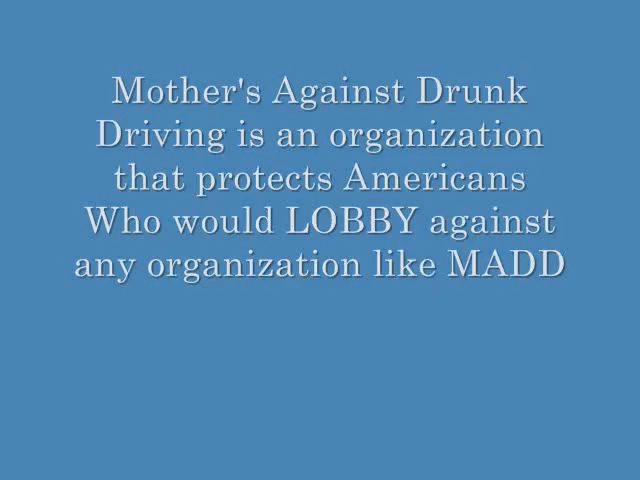 Mother's Against Drunk
Driving is an organization
that protects Americans
Who would LOBBY against
any organization like MADD